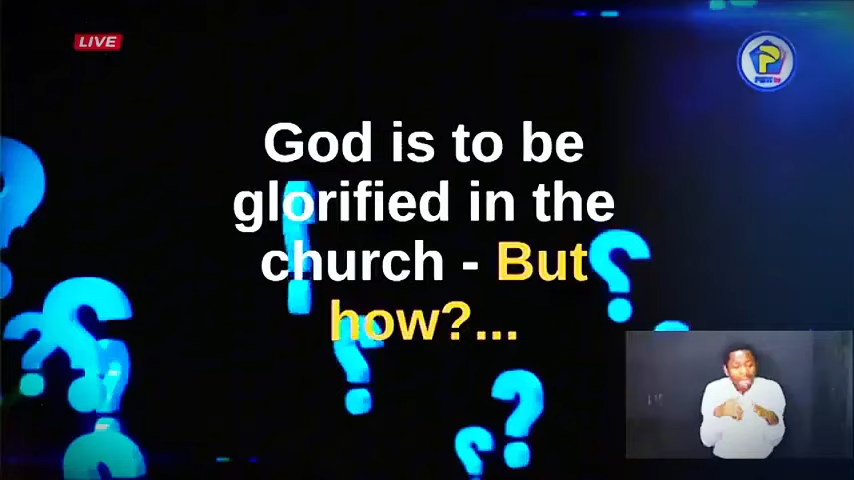 LIVE
God is to be
glorified in the
church - But
how?...